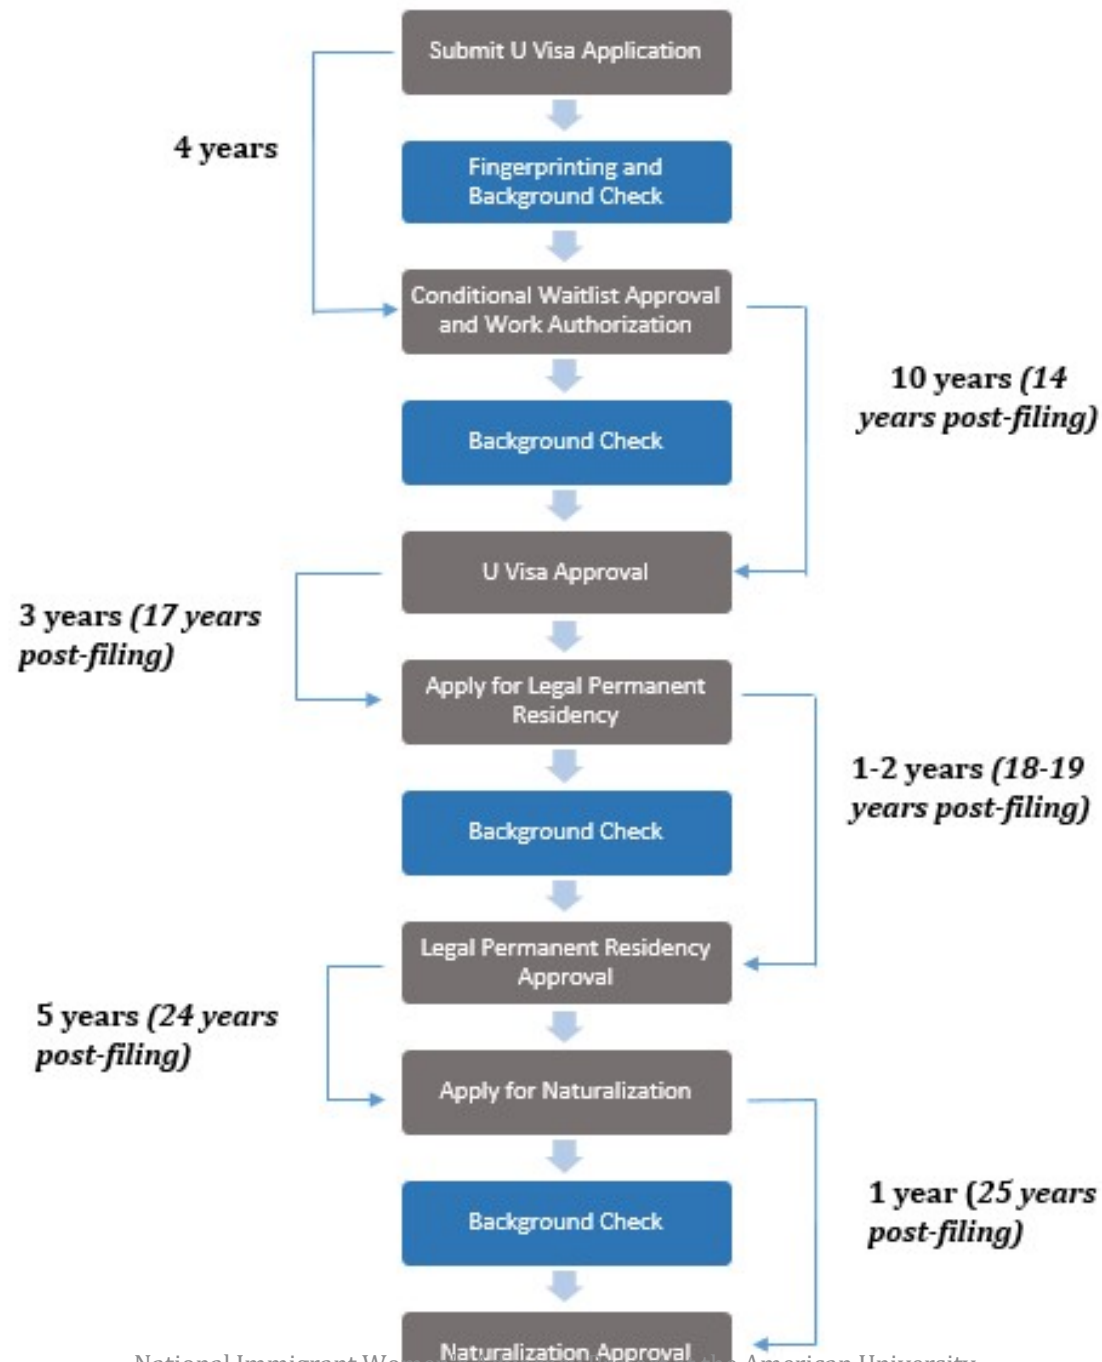 Submit U Visa Application
4 years
Fingerprinting and
Background Check
Conditional Waitlist Approval
and Work Authorization
10 years (14
years post-filing)
Background Check
U Visa Approval
3 years (17 years
post-filing)
Apply for Legal Permanent
Residency
1-2 years (18-19
years post-filing)
Background Check
Legal Permanent Residency
Approval
5 years (24 years
post-filing)
Apply for Naturalization
1 year (25 years
post-filing)
Background Check
Naturalization Approval
National Immigrant the American University